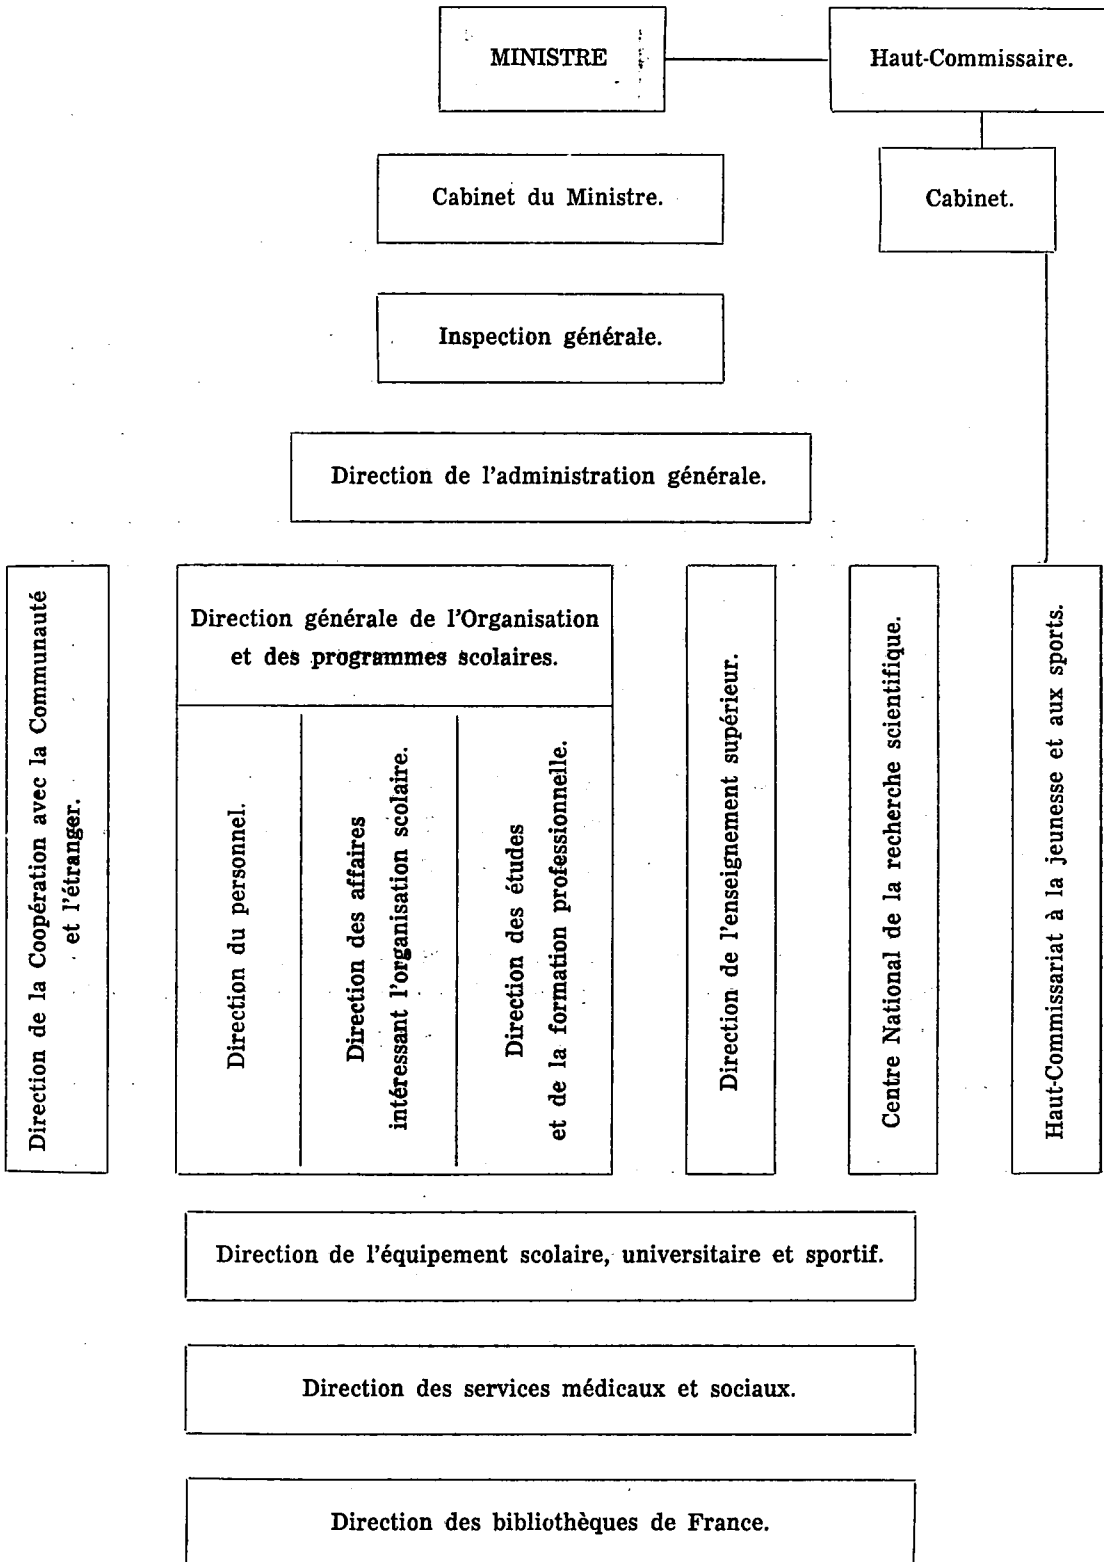 MINISTRE
Haut-Commissaire.
Cabinet du Ministre.
Cabinet.
Inspection générale.
Direction de l'administration générale.
Direction de la Coopération avec la Communauté
et l'étranger.
Direction générale de l'Organisation
et des programmes scolaires.
Direction du personnel.
Direction des affaires
intéressant l'organisation scolaire.
Direction des études
et de la formation professionnelle.
Direction de l'enseignement supérieur.
Centre National de la recherche scientifique.
Haut-Commissariat à la jeunesse et aux sports.
Direction de l'équipement scolaire, universitaire et sportif.
Direction des services médicaux et sociaux.
Direction des bibliothèques de France.